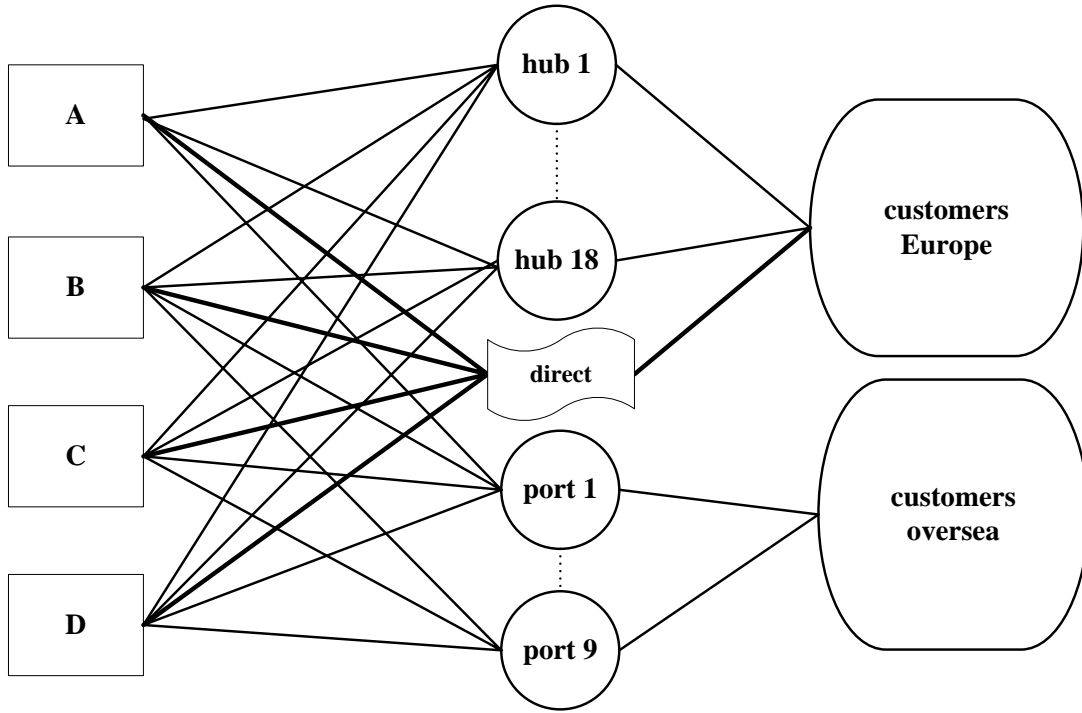 A
B
C
D
hub 1
hub 18
direct
port 1
port 9
customers
Europe
customers
oversea